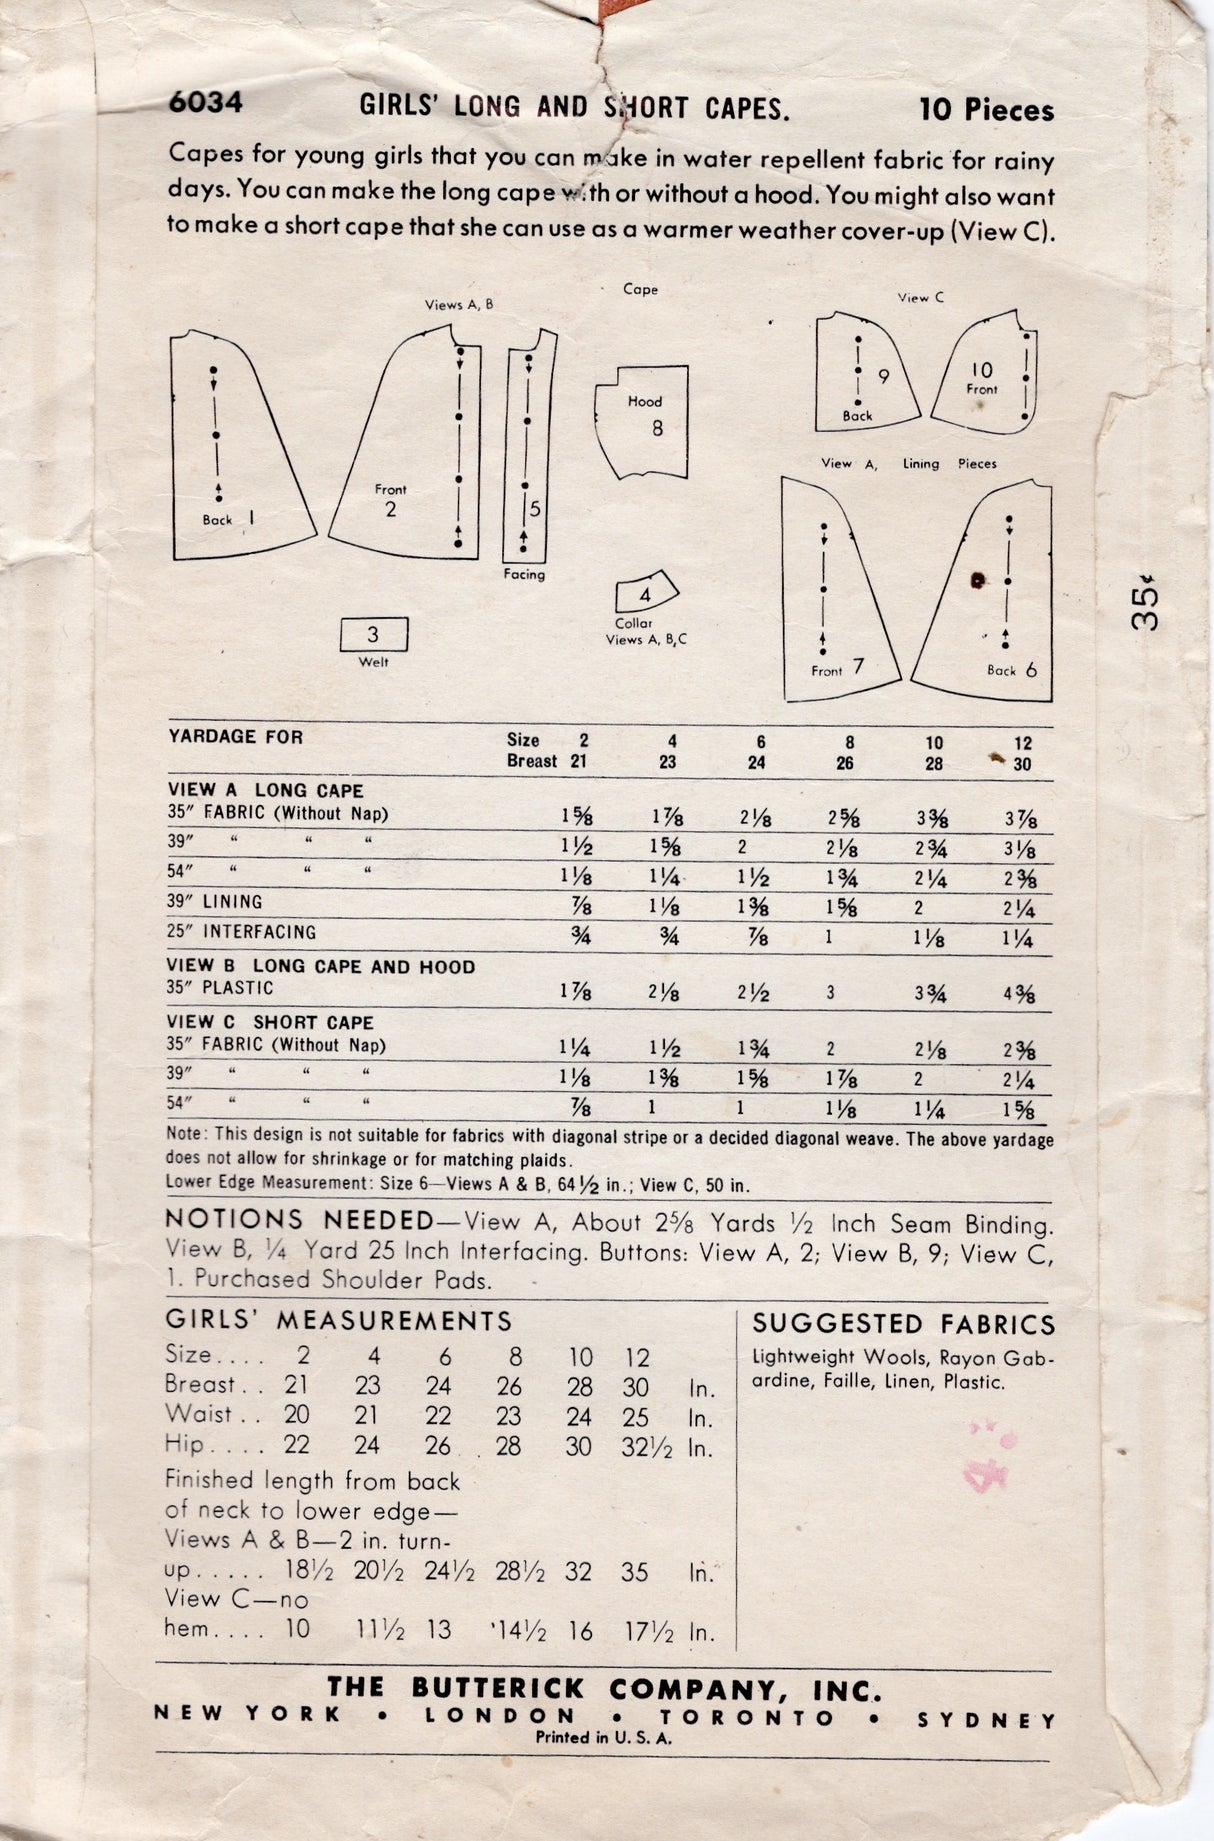 6034 GIRLS' LONG AND SHORT CAPES. 10 Pieces
Capes for young girls that you can make in water repellent fabric for rainy
days. You can make the long cape with or without a hood. You might also want
to make a short cape that she can use as a warmer weather cover-up (View C).
Cape
Views A, B
View C
Back 1
Front
2
5
Facing
Hood
8
9
Back
10
Front
View A, Lining Pieces
3
Welt
4
Collar
Views A, B, C
Front 7
Back 6
35¢
YARDAGE FOR Size 2 4 6 8 10 12
Breast 21 23 24 26 28 30
VIEW A LONG CAPE
35" FABRIC (Without Nap) 1⅝ 1⅞ 2⅛ 2⅝ 3⅜ 3⅞
39" " " " 1½ 1⅝ 2 2⅛ 2¾ 3⅛
54" " " " 1⅛ 1¼ 1½ 1¾ 2¼ 2⅜
39" LINING ⅞ 1⅛ 1⅜ 1⅝ 2 2¼
25" INTERFACING ¾ ¾ ⅞ 1 1⅛ 1¼
VIEW B LONG CAPE AND HOOD
35" PLASTIC 1⅞ 2⅛ 2½ 3 3¾ 4⅜
VIEW C SHORT CAPE
35" FABRIC (Without Nap) 1¼ 1½ 1¾ 2 2⅛ 2⅜
39" " " " 1⅛ 1⅜ 1⅝ 1⅞ 2 2¼
54" " " " ⅞ 1 1 1⅛ 1¼ 1⅝
Note: This design is not suitable for fabrics with diagonal stripe or a decided diagonal weave. The above yardage
does not allow for shrinkage or for matching plaids.
Lower Edge Measurement: Size 6—Views A & B, 64½ in.; View C, 50 in.
NOTIONS NEEDED—View A, About 2⅝ Yards ½ Inch Seam Binding.
View B, ¼ Yard 25 Inch Interfacing. Buttons: View A, 2; View B, 9; View C,
1. Purchased Shoulder Pads.
GIRLS' MEASUREMENTS
Size.... 2 4 6 8 10 12
Breast.. 21 23 24 26 28 30 In.
Waist.. 20 21 22 23 24 25 In.
Hip.... 22 24 26 28 30 32½ In.
Finished length from back
of neck to lower edge—
Views A & B—2 in. turn-
up..... 18½ 20½ 24½ 28½ 32 35 In.
View C—no
hem.... 10 11½ 13 14½ 16 17½ In.
SUGGESTED FABRICS
Lightweight Wools, Rayon Gab-
ardine, Faille, Linen, Plastic.
THE BUTTERICK COMPANY, INC.
NEW YORK • LONDON • TORONTO • SYDNEY
Printed in U. S. A.